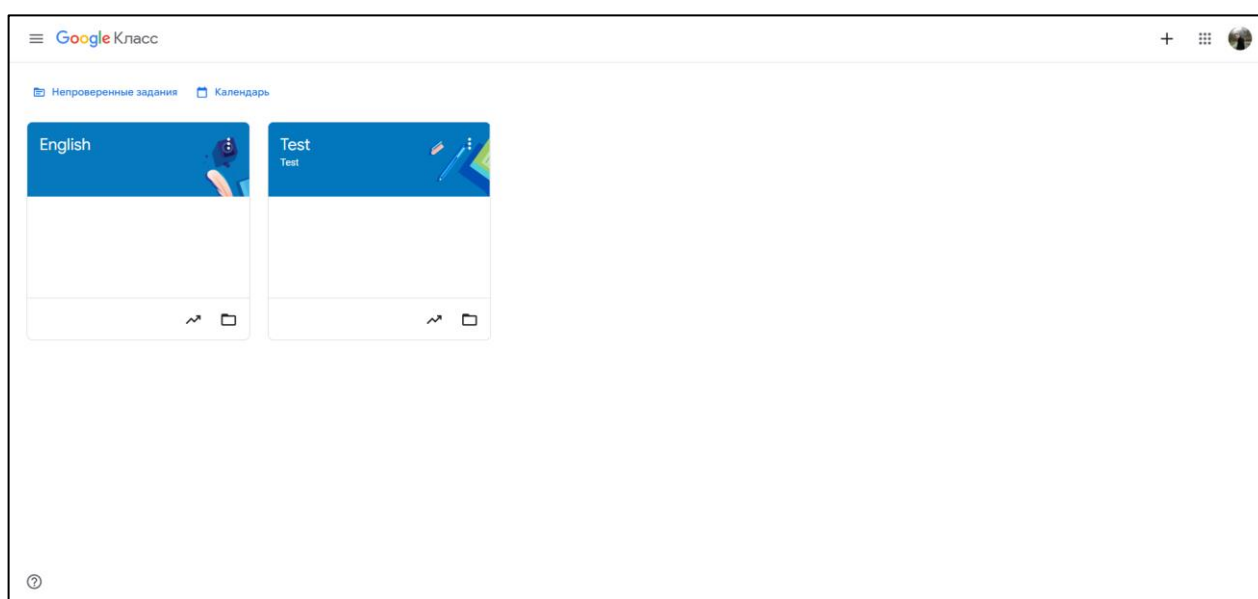 Google Класс
Непроверенные задания Календарь
English
Test
Test